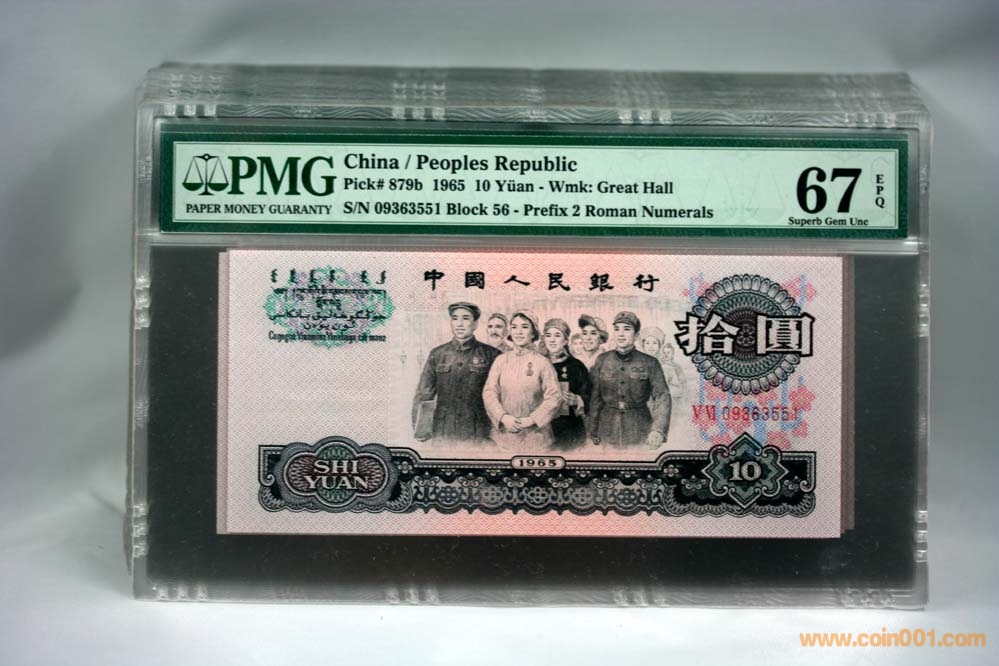 PMG
PAPER MONEY GUARANTY
China / Peoples Republic
Pick# 879b 1965 10 Yüan - Wmk: Great Hall
S/N 09363551 Block 56 - Prefix 2 Roman Numerals
67
EPQ
Superb Gem Unc
中國人民銀行
拾圓
VVI 09363551
1965
SHI
YUAN
10
www.coin001.com